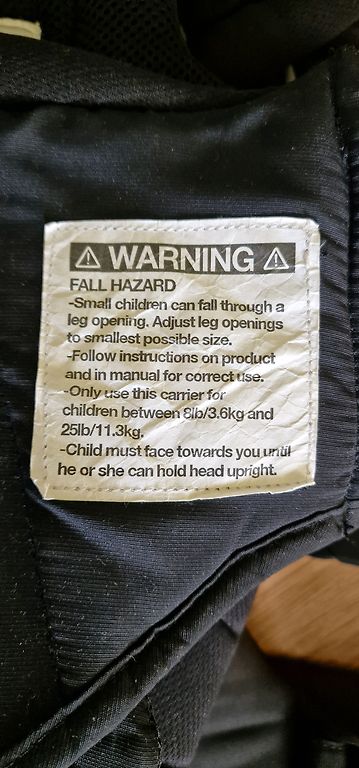 ⚠ WARNING ⚠
FALL HAZARD
-Small children can fall through a
leg opening. Adjust leg openings
to smallest possible size.
-Follow instructions on product
and in manual for correct use.
-Only use this carrier for
children between 8lb/3.6kg and
25lb/11.3kg.
-Child must face towards you until
he or she can hold head upright.